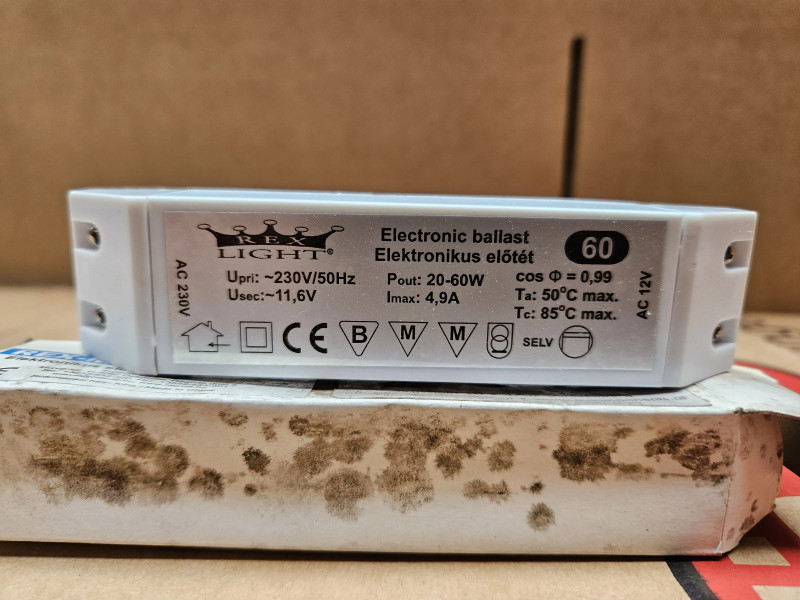 REX
LIGHT®
Electronic ballast
Elektronikus előtét
60
AC 230V
Upri: ~230V/50Hz
Usec:~11,6V
Pout: 20-60W
Imax: 4,9A
cos Φ = 0,99
Ta: 50°C max.
Tc: 85°C max.
AC 12V
CE
B
M
M
SELV